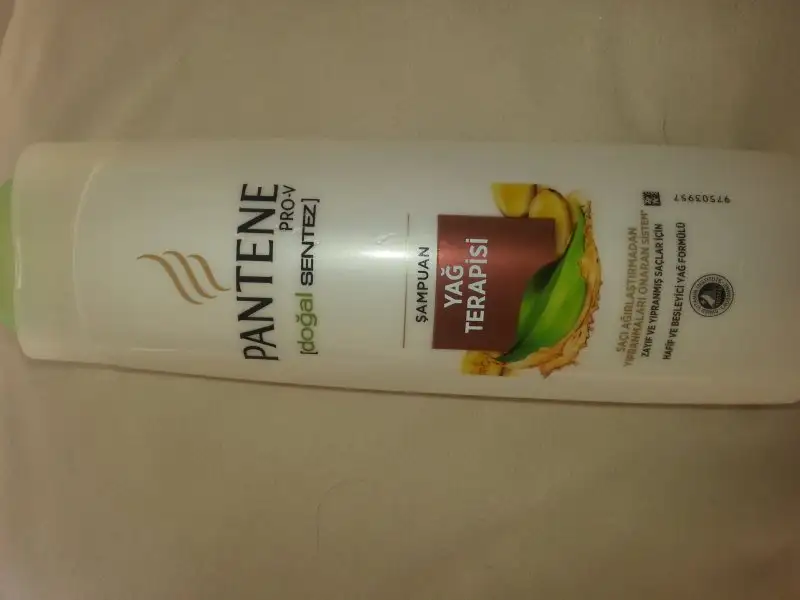 PANTENE
PRO-V
[doğal SENTEZ]
ŞAMPUAN
YAĞ
TERAPİSİ
SAÇI AĞIRLAŞTIRMADAN
YIPRANMALARI ONARAN SİSTEM*
ZAYIF VE YIPRANMIŞ SAÇLAR İÇİN
HAFİF VE BESLEYİCİ YAĞ FORMÜLÜ
97503957